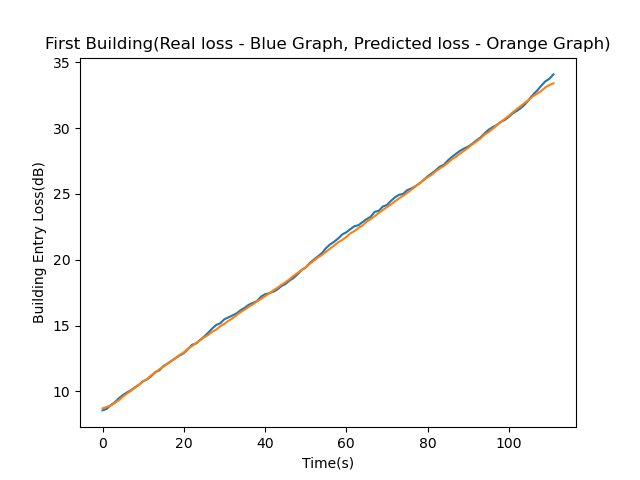 First Building(Real loss - Blue Graph, Predicted loss - Orange Graph)
35
30
25
20
15
10
Building Entry Loss(dB)
0 20 40 60 80 100
Time(s)